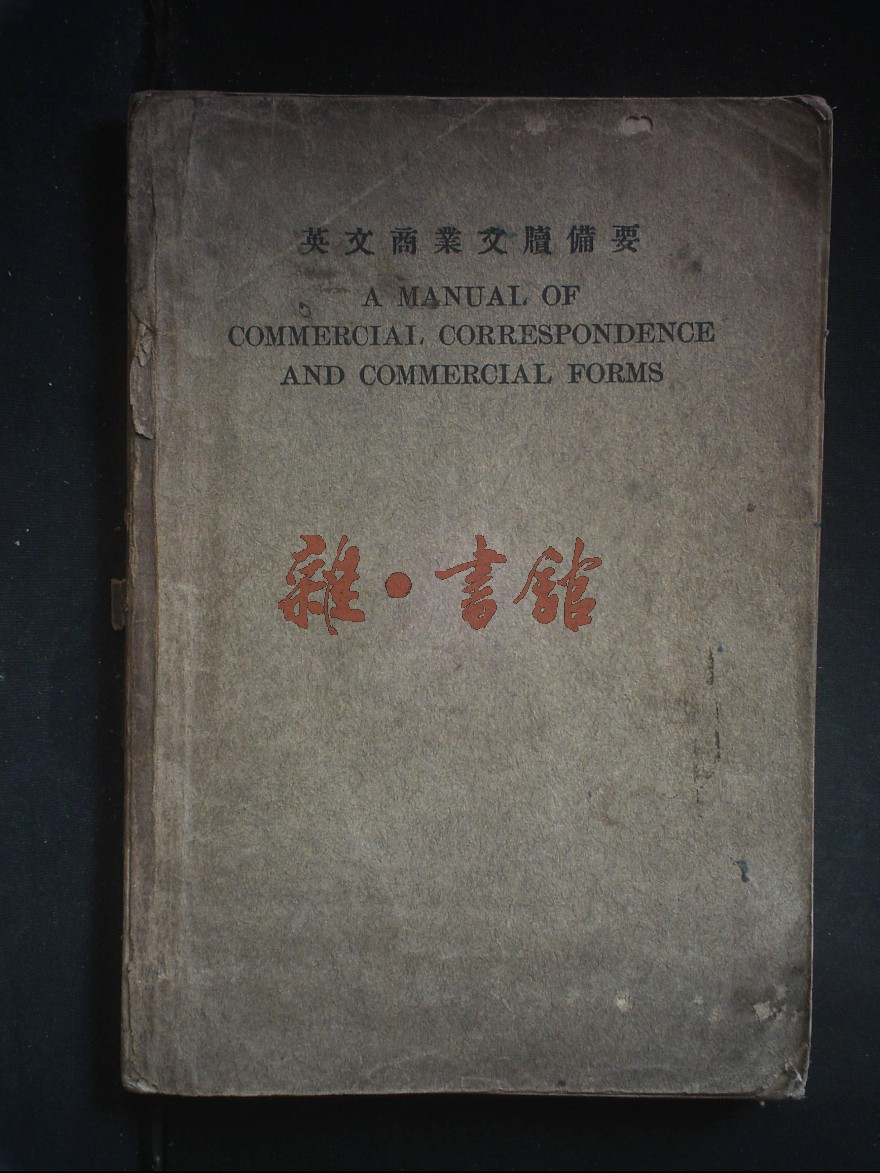 英文商業文牘備要
A MANUAL OF
COMMERCIAL CORRESPONDENCE
AND COMMERCIAL FORMS
雜·書館